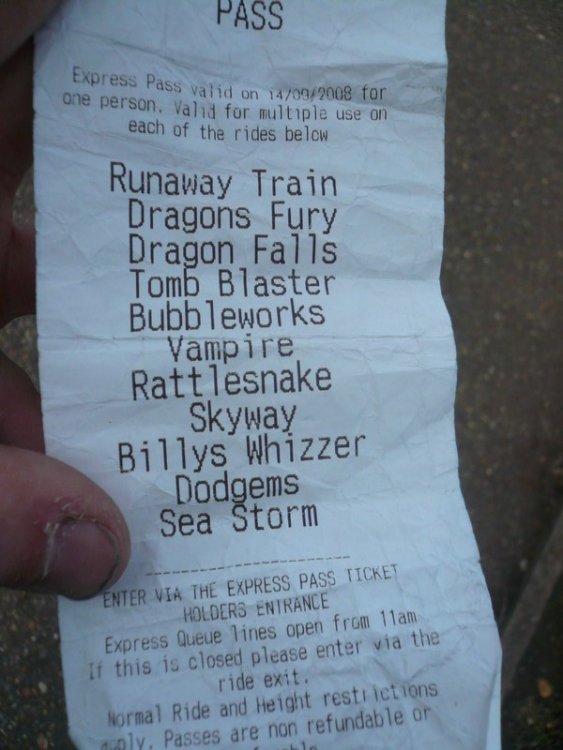 PASS
Express Pass valid on 14/09/2008 for
one person. Valid for multiple use on
each of the rides below
Runaway Train
Dragons Fury
Dragon Falls
Tomb Blaster
Bubbleworks
Vampire
Rattlesnake
Skyway
Billys Whizzer
Dodgems
Sea Storm
ENTER VIA THE EXPRESS PASS TICKET
HOLDERS ENTRANCE
Express Queue lines open from 11am
If this is closed please enter via the
ride exit.
Normal Ride and Height restrictions
Passes are non refundable or